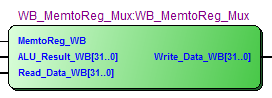 WB_MemtoReg_Mux:WB_MemtoReg_Mux
MemtoReg_WB
ALU_Result_WB[31..0] Write_Data_WB[31..0]
Read_Data_WB[31..0]